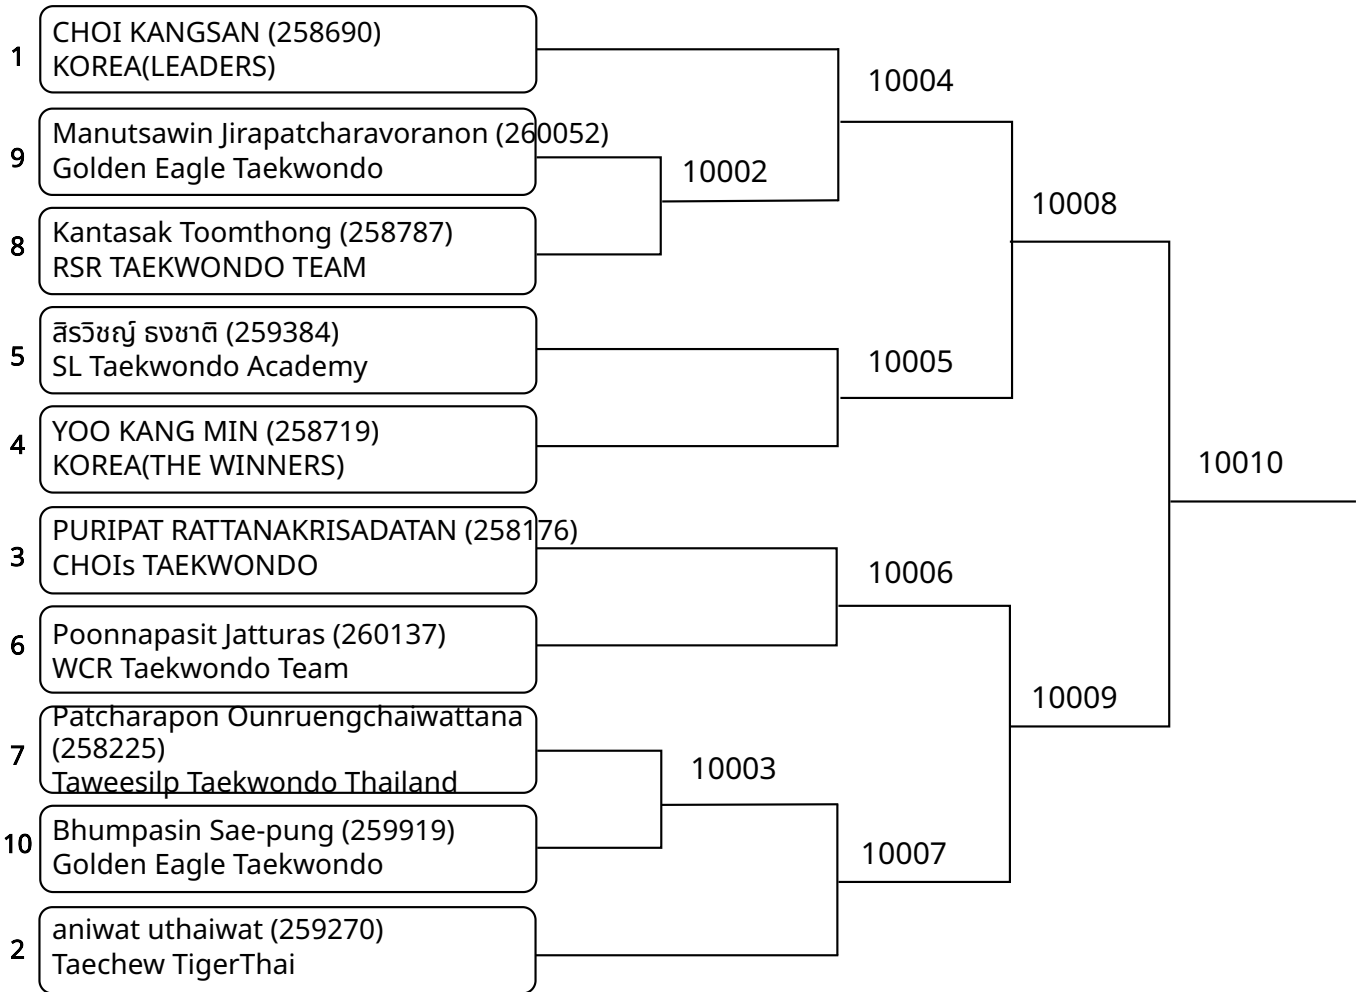 1
CHOI KANGSAN (258690)
KOREA(LEADERS)
10004
9
Manutsawin Jirapatcharavoranon (260052)
Golden Eagle Taekwondo
10002
8
Kantasak Toomthong (258787)
RSR TAEKWONDO TEAM
10008
5
สิรวิชญ์ ธงชาติ (259384)
SL Taekwondo Academy
10005
4
YOO KANG MIN (258719)
KOREA(THE WINNERS)
10010
3
PURIPAT RATTANAKRISADATAN (258176)
CHOIs TAEKWONDO
10006
6
Poonnapasit Jatturas (260137)
WCR Taekwondo Team
10009
7
Patcharapon Ounruengchaiwattana
(258225)
Taweesilp Taekwondo Thailand
10003
10
Bhumpasin Sae-pung (259919)
Golden Eagle Taekwondo
10007
2
aniwat uthaiwat (259270)
Taechew TigerThai